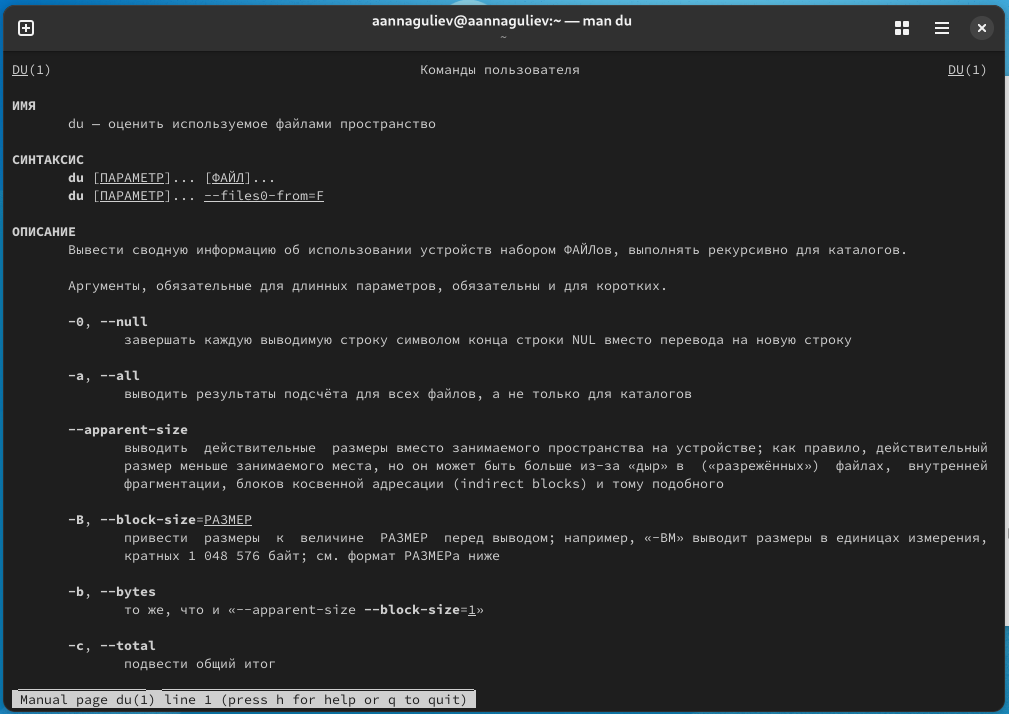 aannaguliev@aannaguliev:~ — man du
~
DU(1) Команды пользователя DU(1)
ИМЯ
du — оценить используемое файлами пространство
СИНТАКСИС
du [ПАРАМЕТР]... [ФАЙЛ]...
du [ПАРАМЕТР]... --files0-from=F
ОПИСАНИЕ
Вывести сводную информацию об использовании устройств набором ФАЙЛов, выполнять рекурсивно для каталогов.
Аргументы, обязательные для длинных параметров, обязательны и для коротких.
-0, --null
завершать каждую выводимую строку символом конца строки NUL вместо перевода на новую строку
-a, --all
выводить результаты подсчёта для всех файлов, а не только для каталогов
--apparent-size
выводить действительные размеры вместо занимаемого пространства на устройстве; как правило, действительный
размер меньше занимаемого места, но он может быть больше из-за «дыр» в («разрежённых») файлах, внутренней
фрагментации, блоков косвенной адресации (indirect blocks) и тому подобного
-B, --block-size=РАЗМЕР
привести размеры к величине РАЗМЕР перед выводом; например, «-BM» выводит размеры в единицах измерения,
кратных 1 048 576 байт; см. формат РАЗМЕРа ниже
-b, --bytes
то же, что и «--apparent-size --block-size=1»
-c, --total
подвести общий итог
Manual page du(1) line 1 (press h for help or q to quit)